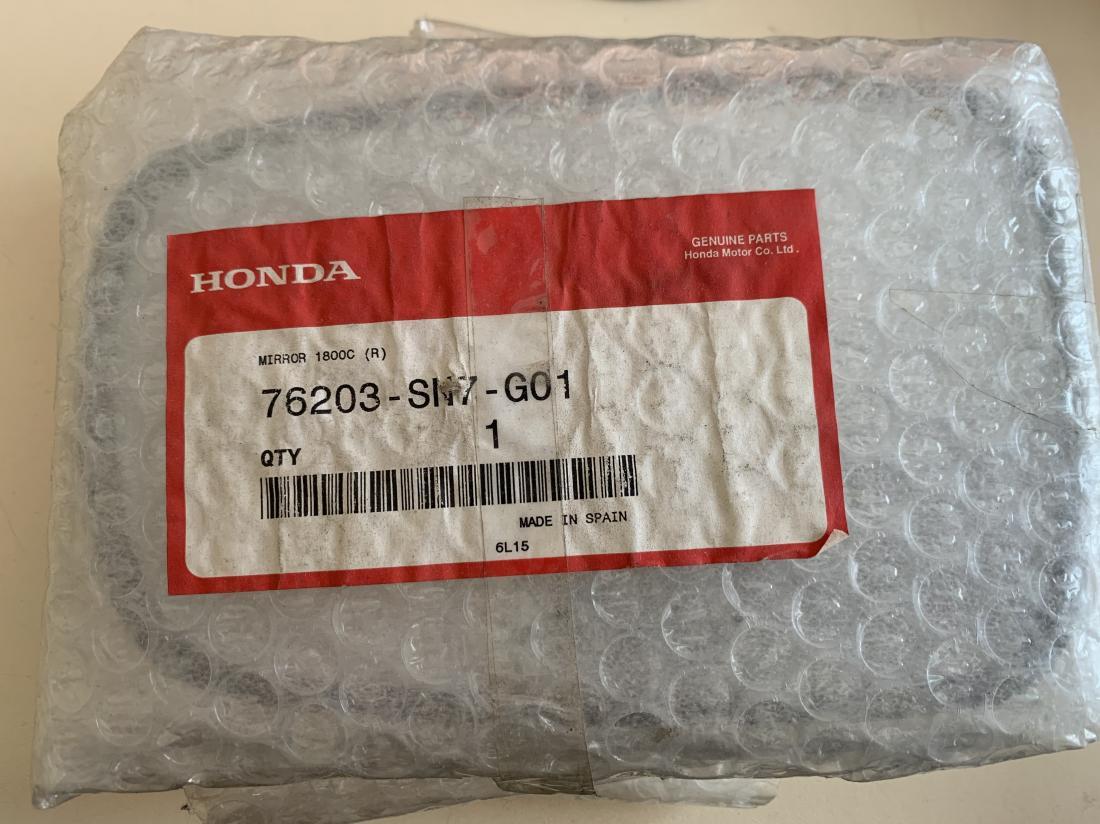 HONDA
GENUINE PARTS
Honda Motor Co. Ltd.
MIRROR 1800C (R)
76203-SN7-G01
1
QTY
MADE IN SPAIN
6L15